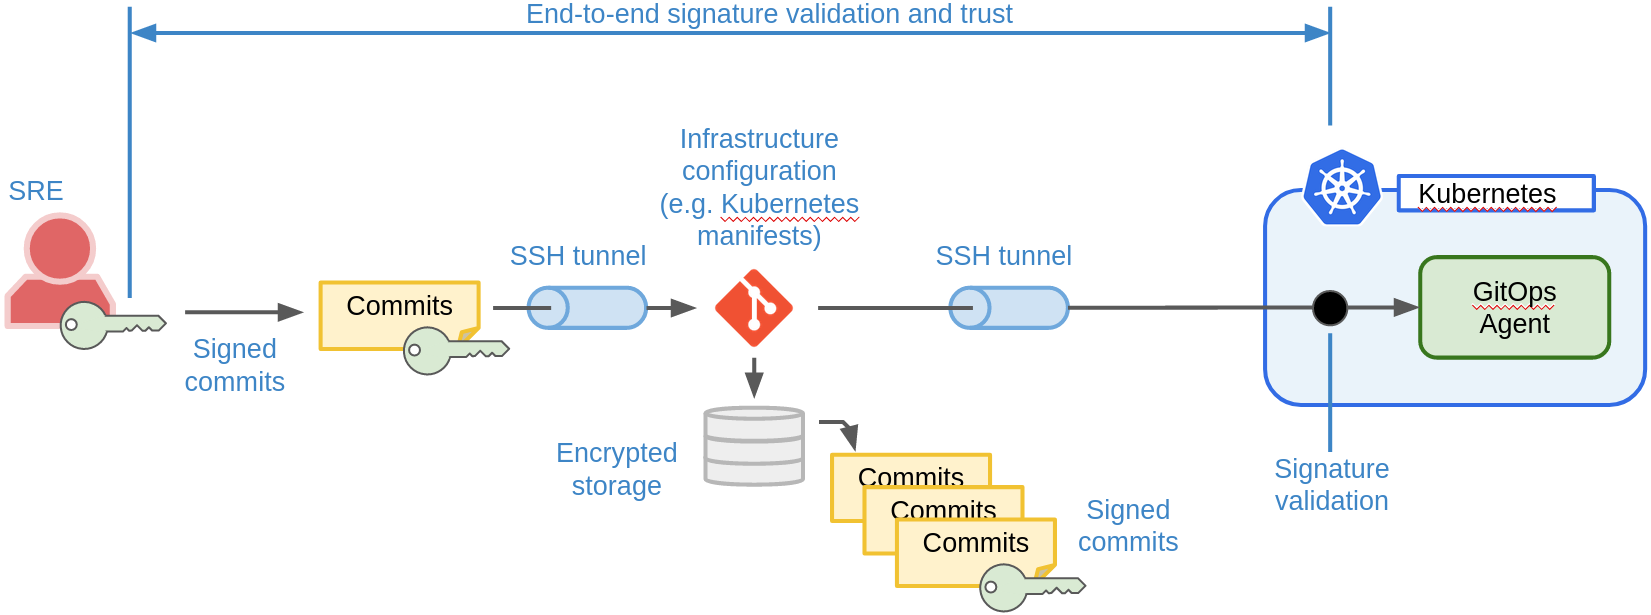 End-to-end signature validation and trust
SRE
Signed
commits
Commits
SSH tunnel
Infrastructure
configuration
(e.g. Kubernetes
manifests)
SSH tunnel
Kubernetes
GitOps
Agent
Encrypted
storage
Commits
Commits
Commits
Signed
commits
Signature
validation